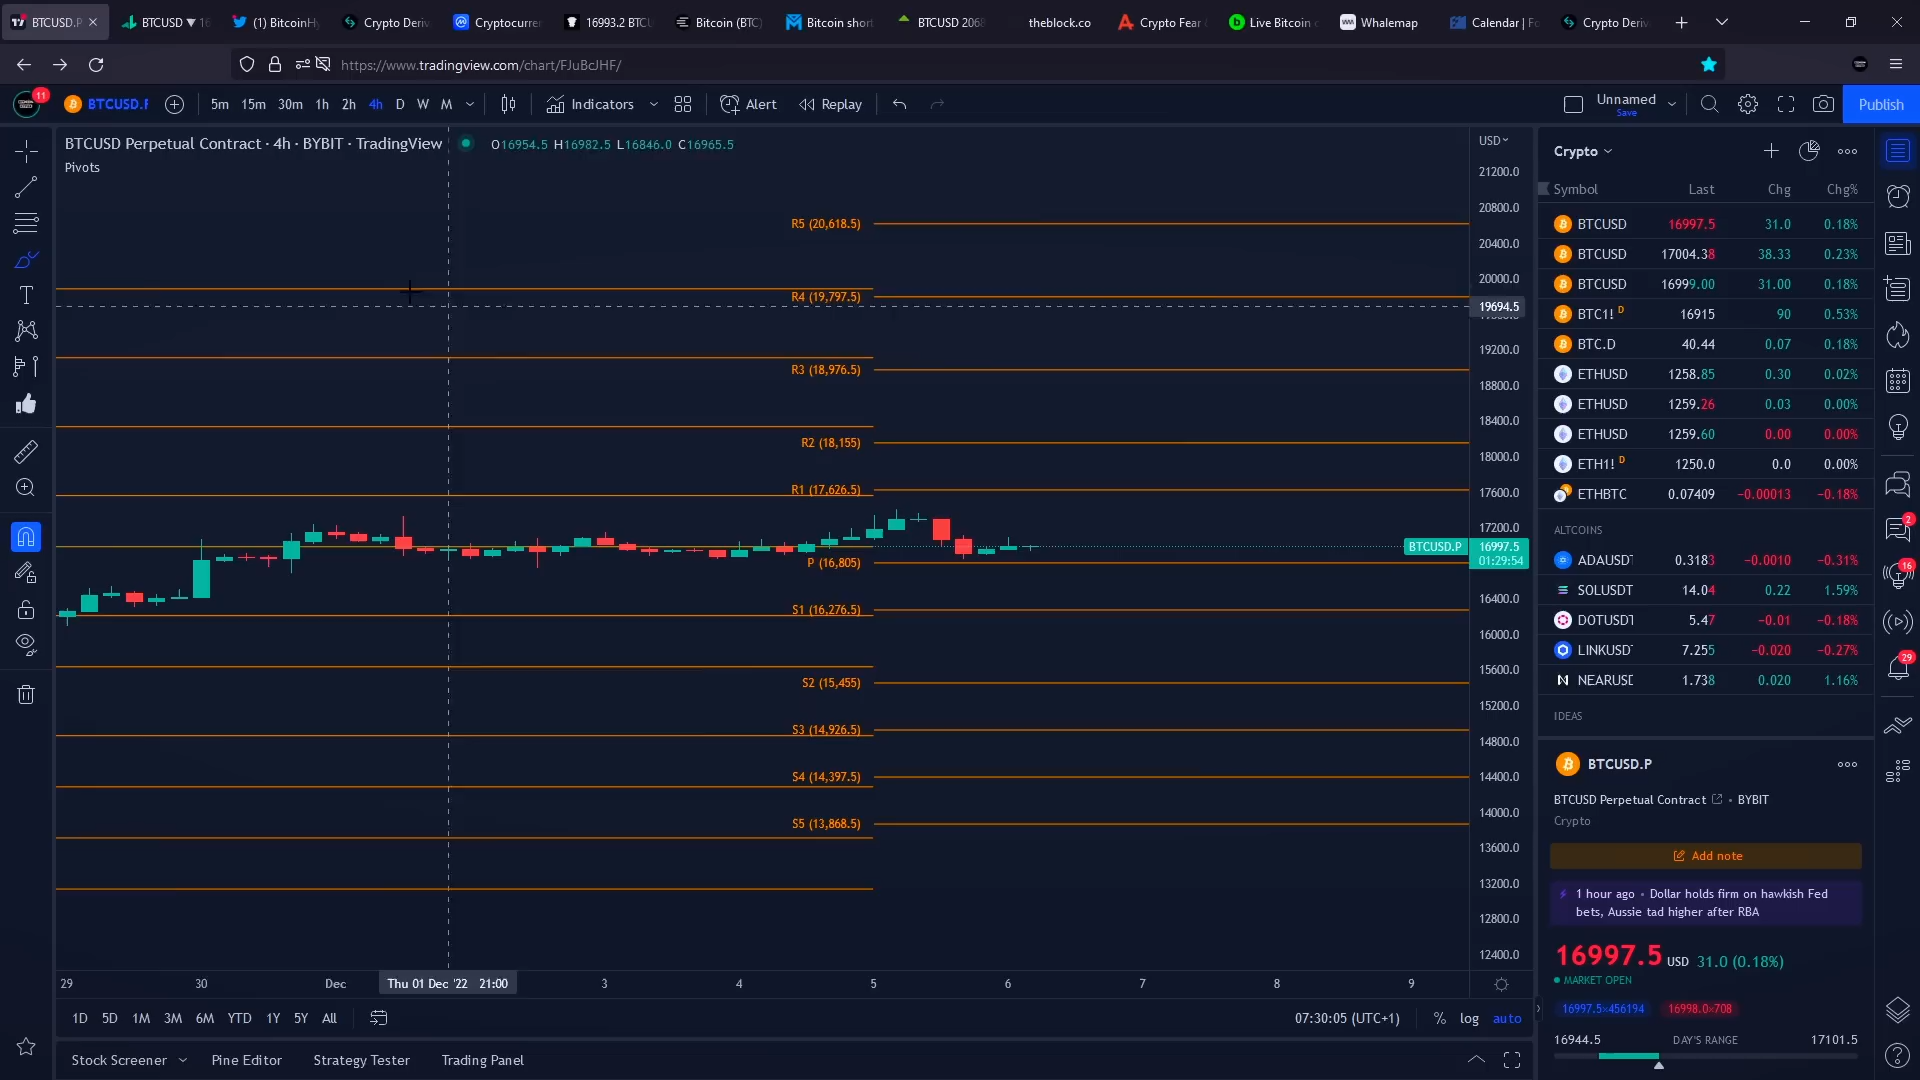 BTCUSD.P
BTCUSD ▼ 16
(1) BitcoinHy
Crypto Deriv
Cryptocurren
16993.2 BTCU
Bitcoin (BTC)
Bitcoin short
BTCUSD 2068
theblock.co
Crypto Fear
Live Bitcoin
Whalemap
Calendar | Fo
Crypto Deriv
https://www.tradingview.com/chart/FJuBcJHF/
11
BTCUSD.F
5m 15m 30m 1h 2h 4h D W M
Indicators
Alert
Replay
Unnamed
Save
Publish
BTCUSD Perpetual Contract · 4h · BYBIT · TradingView
O16954.5 H16982.5 L16846.0 C16965.5
Pivots
USD
21200.0
20800.0
20400.0
20000.0
19694.5
19200.0
18800.0
18400.0
18000.0
17600.0
17200.0
BTCUSD.P 16997.5
01:29:54
16400.0
16000.0
15600.0
15200.0
14800.0
14400.0
14000.0
13600.0
13200.0
12800.0
12400.0
R5 (20,618.5)
R4 (19,797.5)
R3 (18,976.5)
R2 (18,155)
R1 (17,626.5)
P (16,805)
S1 (16,276.5)
S2 (15,455)
S3 (14,926.5)
S4 (14,397.5)
S5 (13,868.5)
29 30 Dec Thu 01 Dec '22 21:00 3 4 5 6 7 8 9
1D 5D 1M 3M 6M YTD 1Y 5Y All
07:30:05 (UTC+1) % log auto
Stock Screener Pine Editor Strategy Tester Trading Panel
Crypto
Symbol Last Chg Chg%
BTCUSD 16997.5 31.0 0.18%
BTCUSD 17004.38 38.33 0.23%
BTCUSD 16999.00 31.00 0.18%
BTC1! D 16915 90 0.53%
BTC.D 40.44 0.07 0.18%
ETHUSD 1258.85 0.30 0.02%
ETHUSD 1259.26 0.03 0.00%
ETHUSD 1259.60 0.00 0.00%
ETH1! D 1250.0 0.0 0.00%
ETHBTC 0.07409 −0.00013 −0.18%
ALTCOINS
ADAUSDT 0.3183 −0.0010 −0.31%
SOLUSDT 14.04 0.22 1.59%
DOTUSDT 5.47 −0.01 −0.18%
LINKUSDT 7.255 −0.020 −0.27%
NEARUSD 1.738 0.020 1.16%
IDEAS
BTCUSD.P
BTCUSD Perpetual Contract • BYBIT
Crypto
Add note
1 hour ago • Dollar holds firm on hawkish Fed
bets, Aussie tad higher after RBA
16997.5 USD 31.0 (0.18%)
MARKET OPEN
16997.5×456194 16998.0×708
16944.5 DAY'S RANGE 17101.5
2
16
29